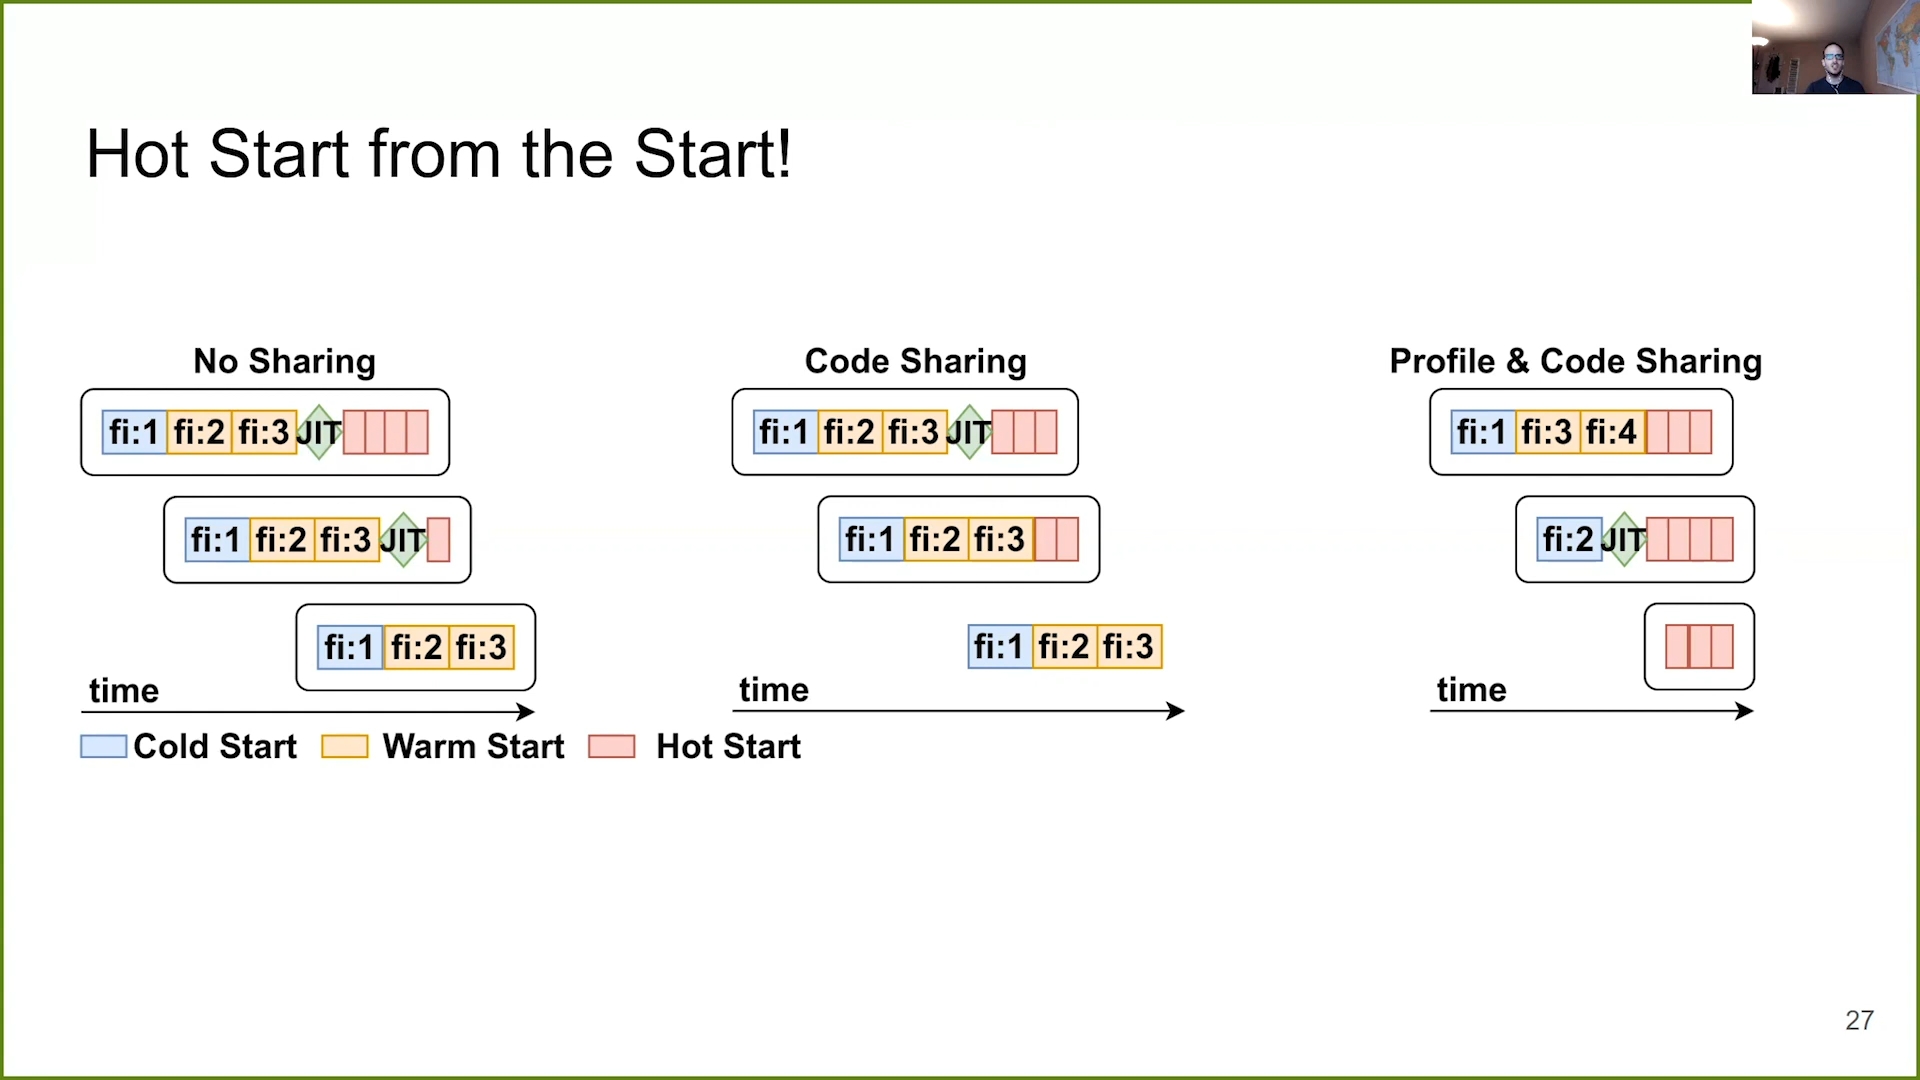 Hot Start from the Start!
No Sharing
fi:1 fi:2 fi:3 JIT
fi:1 fi:2 fi:3 JIT
fi:1 fi:2 fi:3
time
Code Sharing
fi:1 fi:2 fi:3 JIT
fi:1 fi:2 fi:3
fi:1 fi:2 fi:3
time
Profile & Code Sharing
fi:1 fi:3 fi:4
fi:2 JIT
time
Cold Start Warm Start Hot Start
27